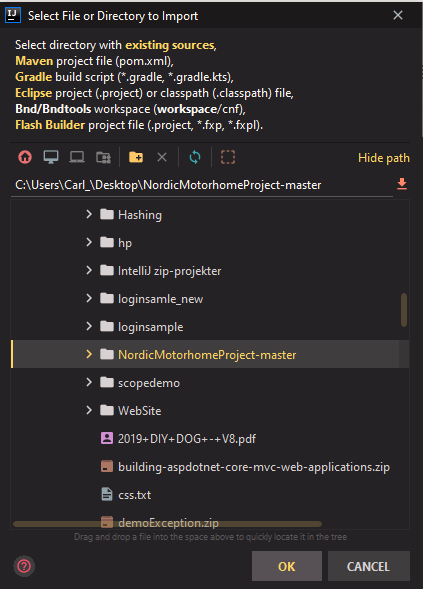 IJ Select File or Directory to Import
Select directory with existing sources,
Maven project file (pom.xml),
Gradle build script (*.gradle, *.gradle.kts),
Eclipse project (.project) or classpath (.classpath) file,
Bnd/Bndtools workspace (workspace/cnf),
Flash Builder project file (.project, *.fxp, *.fxpl).
Hide path
C:\Users\Carl_\Desktop\NordicMotorhomeProject-master
Hashing
hp
IntelliJ zip-projekter
loginsamle_new
loginsample
NordicMotorhomeProject-master
scopedemo
WebSite
2019+DIY+DOG+-+V8.pdf
building-aspdotnet-core-mvc-web-applications.zip
css.txt
demoException.zip
Drag and drop a file into the space above to quickly locate it in the tree
?
OK CANCEL